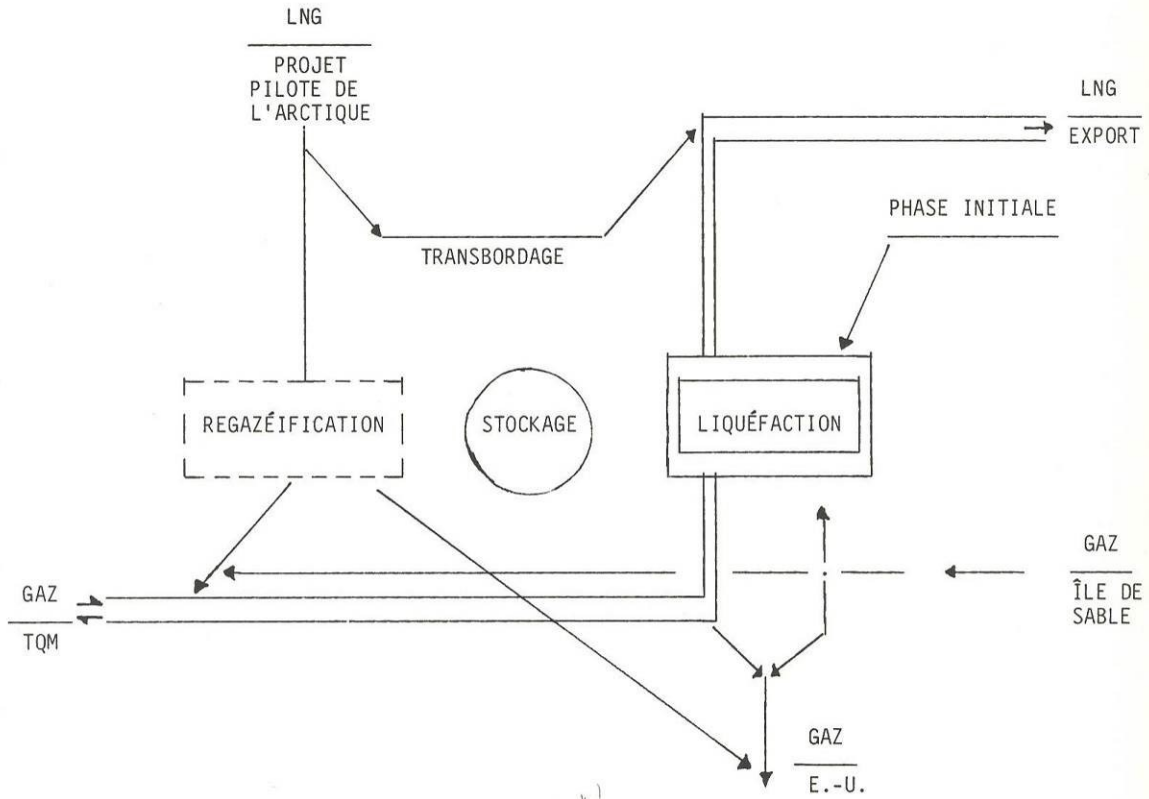 LNG
PROJET
PILOTE DE
L'ARCTIQUE
LNG
EXPORT
PHASE INITIALE
TRANSBORDAGE
REGAZÉIFICATION
STOCKAGE
LIQUÉFACTION
GAZ
ÎLE DE
SABLE
GAZ
TQM
GAZ
E.-U.